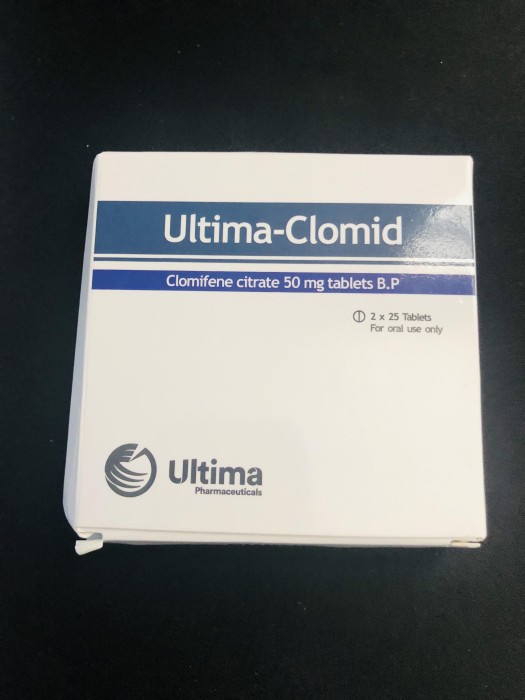 Ultima-Clomid
Clomifene citrate 50 mg tablets B.P
2 x 25 Tablets
For oral use only
Ultima
Pharmaceuticals